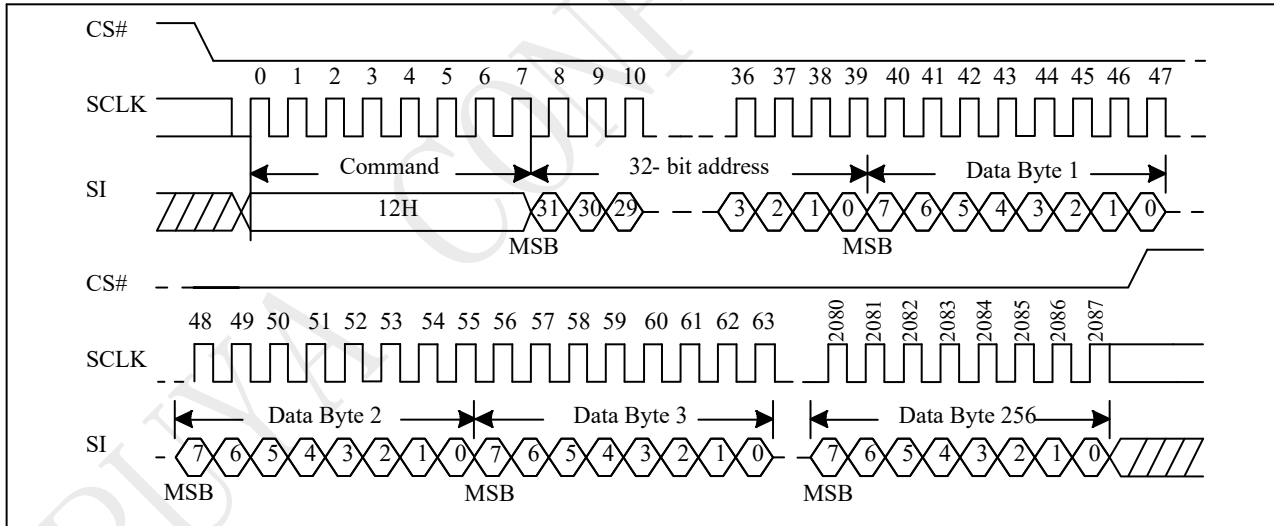 CS#
0 1 2 3 4 5 6 7 8 9 10 36 37 38 39 40 41 42 43 44 45 46 47
SCLK
Command 32- bit address Data Byte 1
SI
12H 31 30 29 3 2 1 0 7 6 5 4 3 2 1 0
MSB MSB
CS#
48 49 50 51 52 53 54 55 56 57 58 59 60 61 62 63 2080 2081 2082 2083 2084 2085 2086 2087
SCLK
Data Byte 2 Data Byte 3 Data Byte 256
SI
7 6 5 4 3 2 1 0 7 6 5 4 3 2 1 0 7 6 5 4 3 2 1 0
MSB MSB MSB